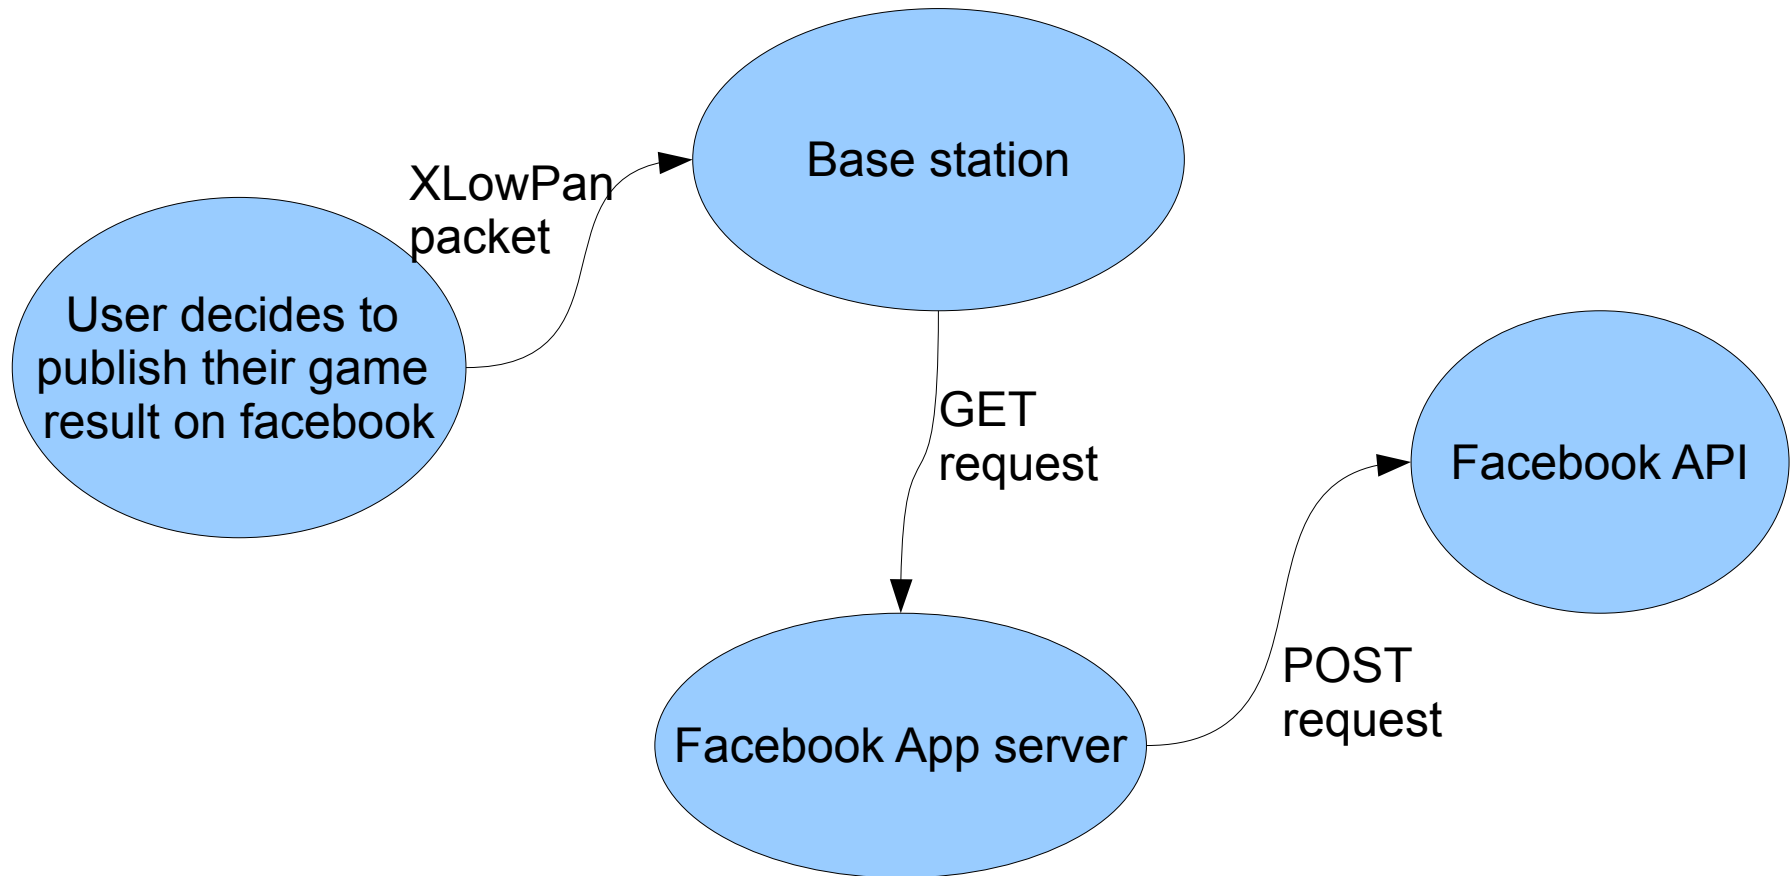 User decides to
publish their game
result on facebook
XLowPan
packet
Base station
GET
request
Facebook App server
POST
request
Facebook API